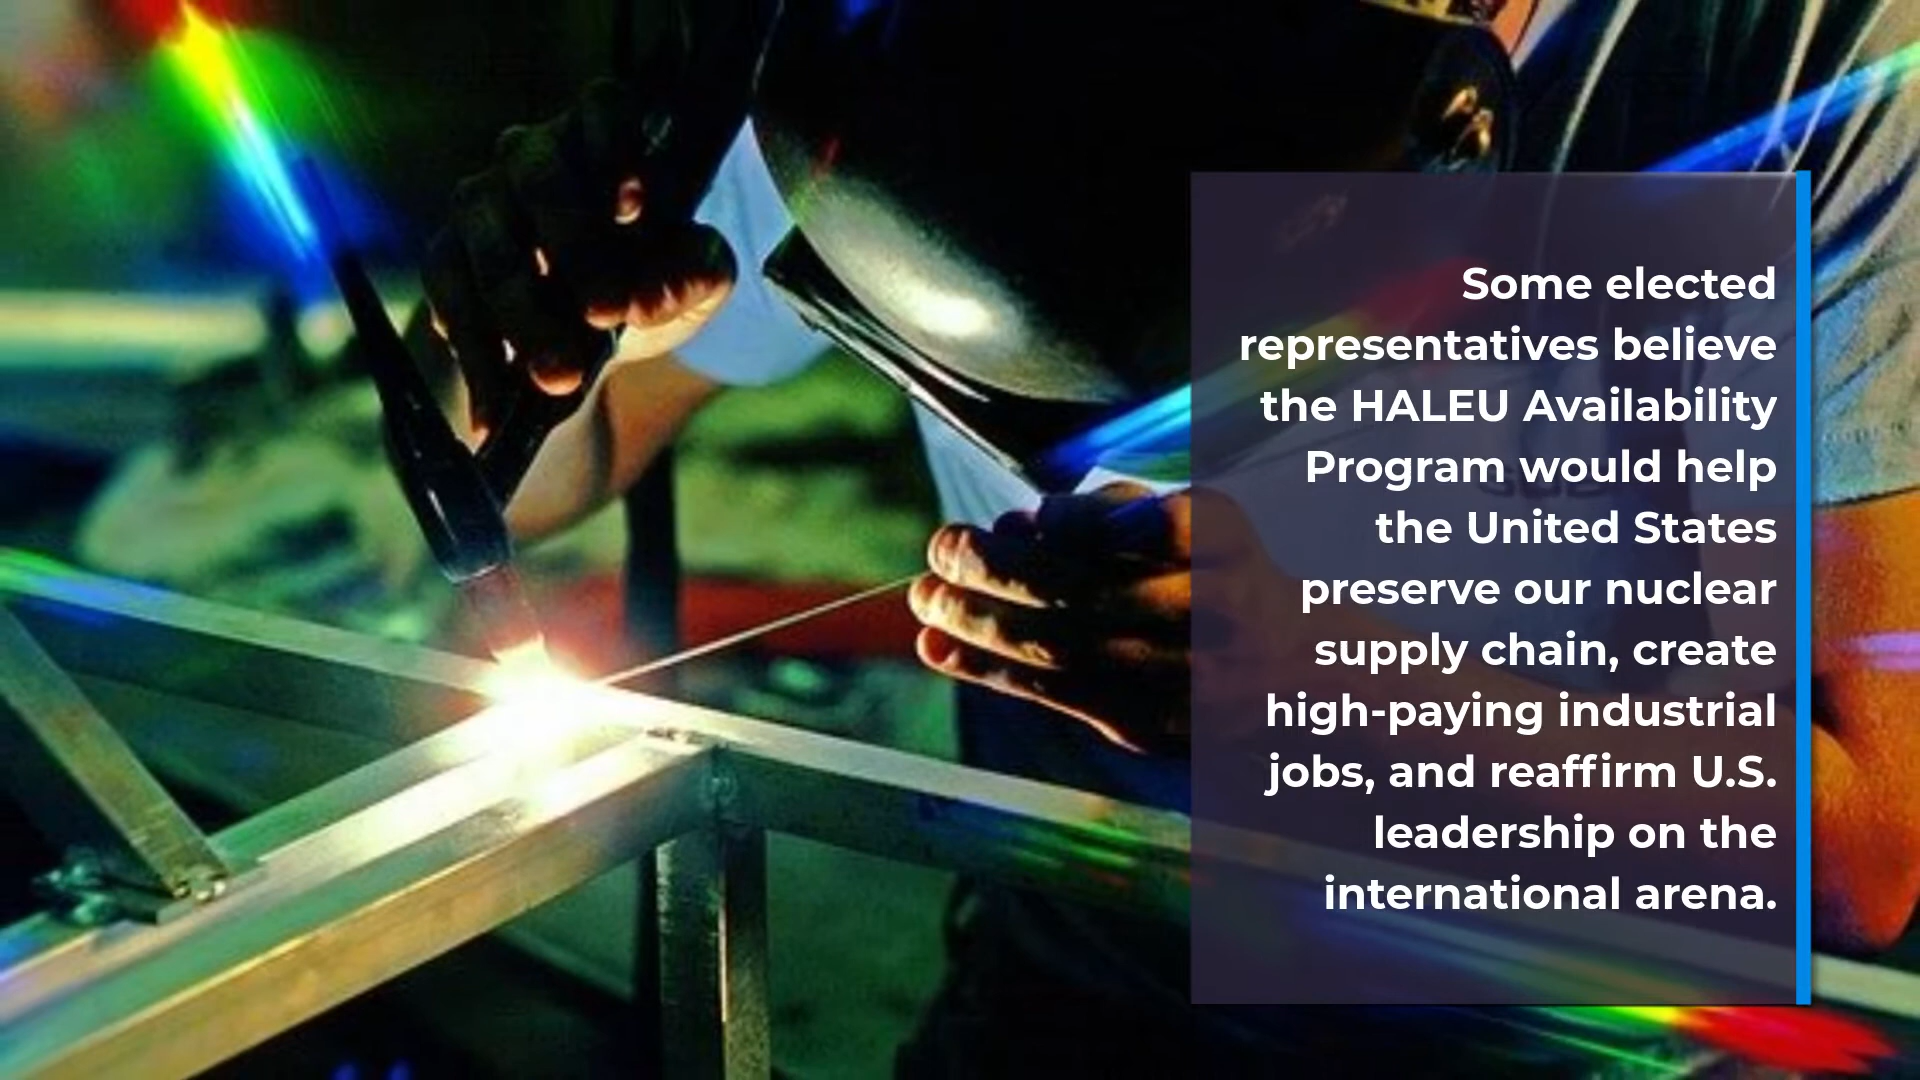 Some elected
representatives believe
the HALEU Availability
Program would help
the United States
preserve our nuclear
supply chain, create
high-paying industrial
jobs, and reaffirm U.S.
leadership on the
international arena.